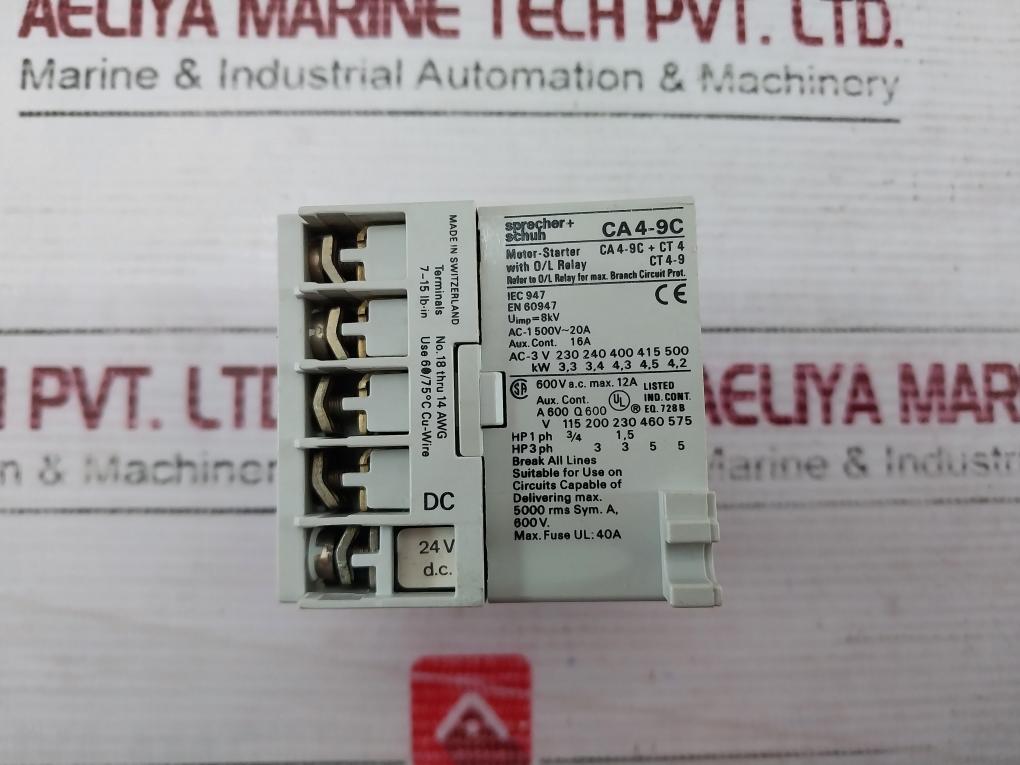 AELIYA MARINE TECH PVT. LTD.
Marine & Industrial Automation & Machinery
sprecher+
schuh
CA 4-9C
Motor-Starter CA 4-9C + CT 4
with O/L Relay CT 4-9
Refer to O/L Relay for max. Branch Circuit Prot.
IEC 947
EN 60947
CE
Uimp=8kV
AC-1 500V~20A
Aux. Cont. 16A
AC-3 V 230 240 400 415 500
kW 3,3 3,4 4,3 4,5 4,2
SA 600V a.c. max. 12A LISTED
Aux. Cont. UL IND. CONT.
A 600 Q 600 ® EQ. 728 B
V 115 200 230 460 575
HP 1 ph 3/4 1,5
HP 3 ph 3 3 5 5
Break All Lines
Suitable for Use on
Circuits Capable of
Delivering max.
5000 rms Sym. A,
600V.
Max. Fuse UL: 40A
MADE IN SWITZERLAND
Terminals No. 18 thru 14 AWG
7–15 lb·in Use 60/75°C Cu-Wire
DC
24 V
d.c.
H PVT. LTD
AELIYA MAR
n & Machin
Marine & Industri